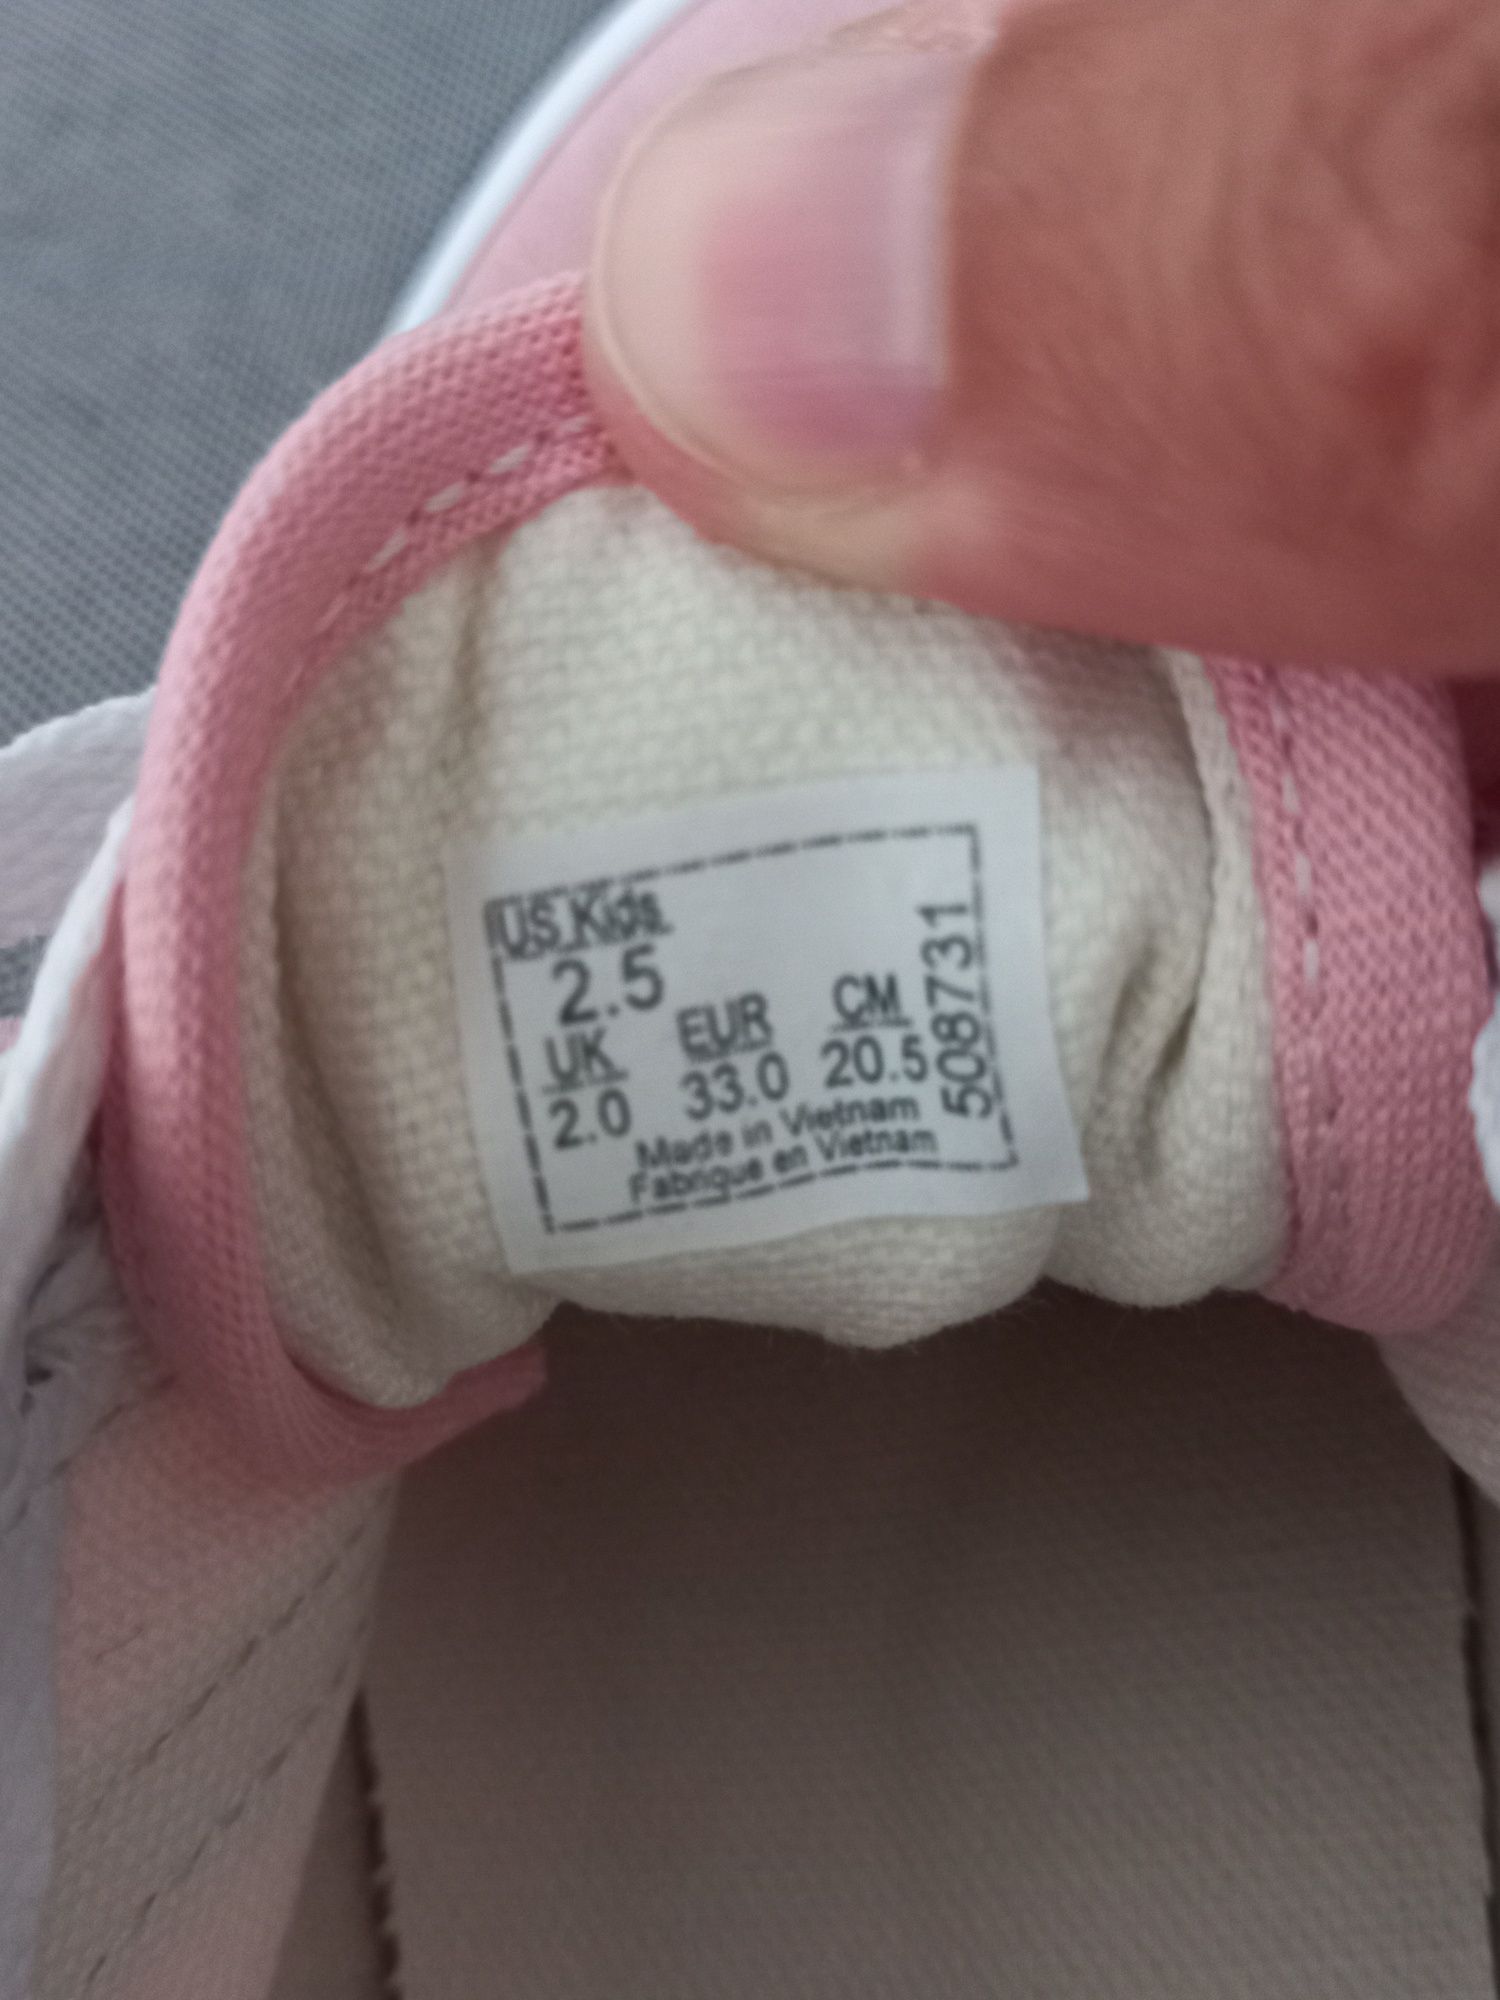 US Kids
2.5
UK EUR CM
2.0 33.0 20.5
Made in Vietnam
Fabrique en Vietnam
508731